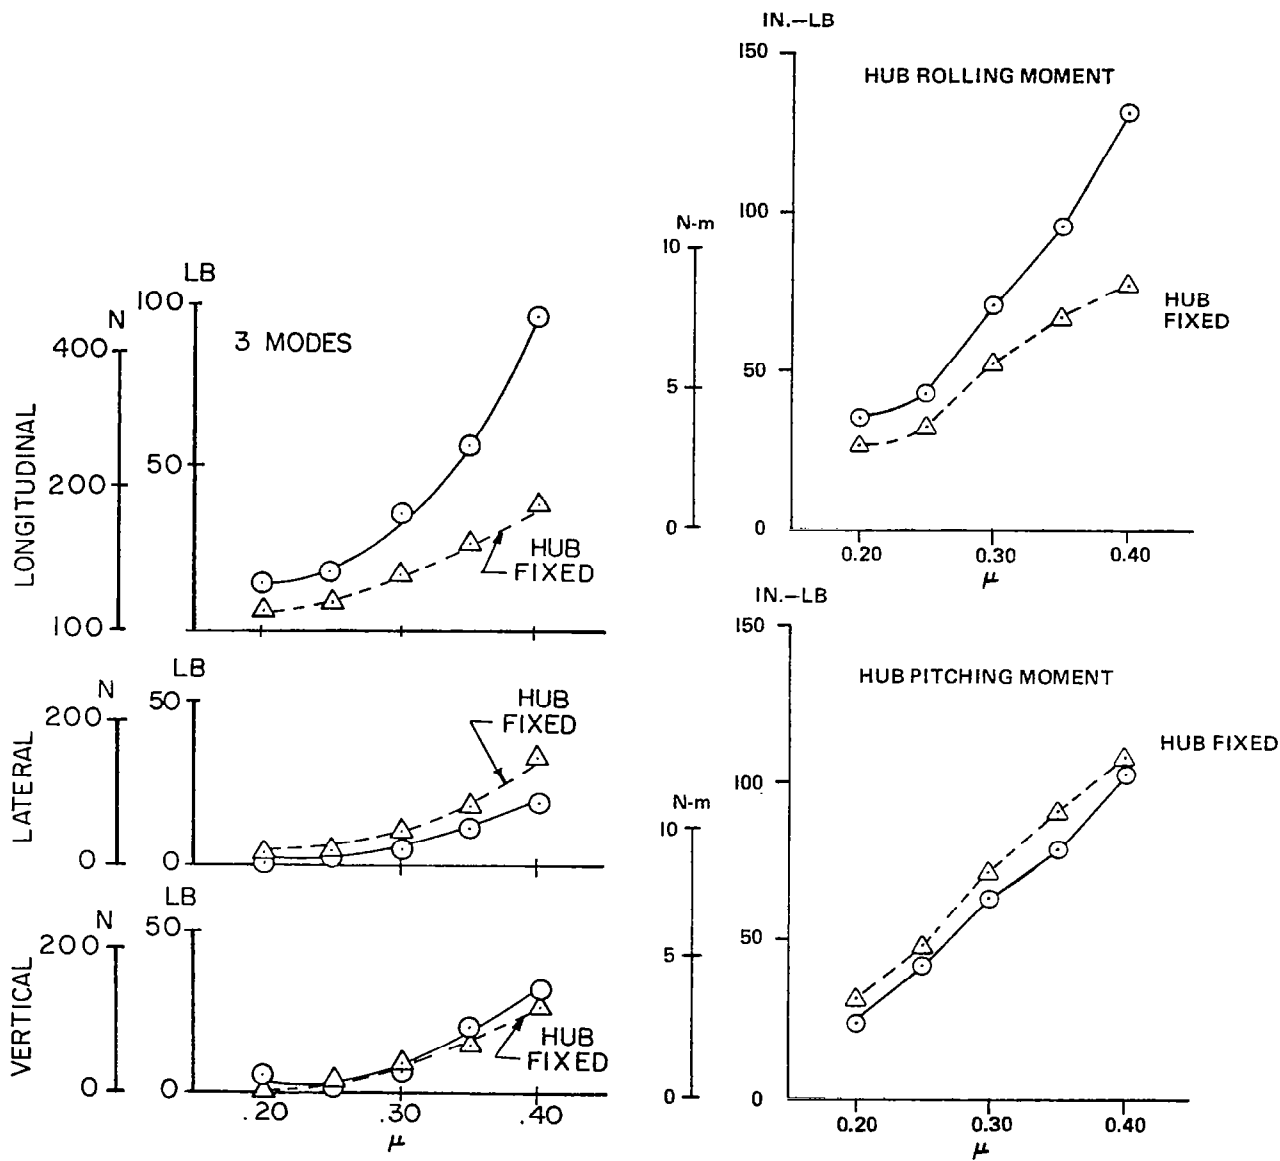 LB
N
100
400
3 MODES
50
200
LONGITUDINAL
HUB
FIXED
100
LB
N
50
200
HUB
FIXED
LATERAL
0
0
LB
N
50
200
VERTICAL
HUB
FIXED
0
0
.20
.30
.40
μ
IN.–LB
150
HUB ROLLING MOMENT
100
N-m
10
HUB
FIXED
50
5
0
0
0.20
0.30
0.40
μ
IN.–LB
150
HUB PITCHING MOMENT
HUB FIXED
100
N-m
10
50
5
0
0
0.20
0.30
0.40
μ